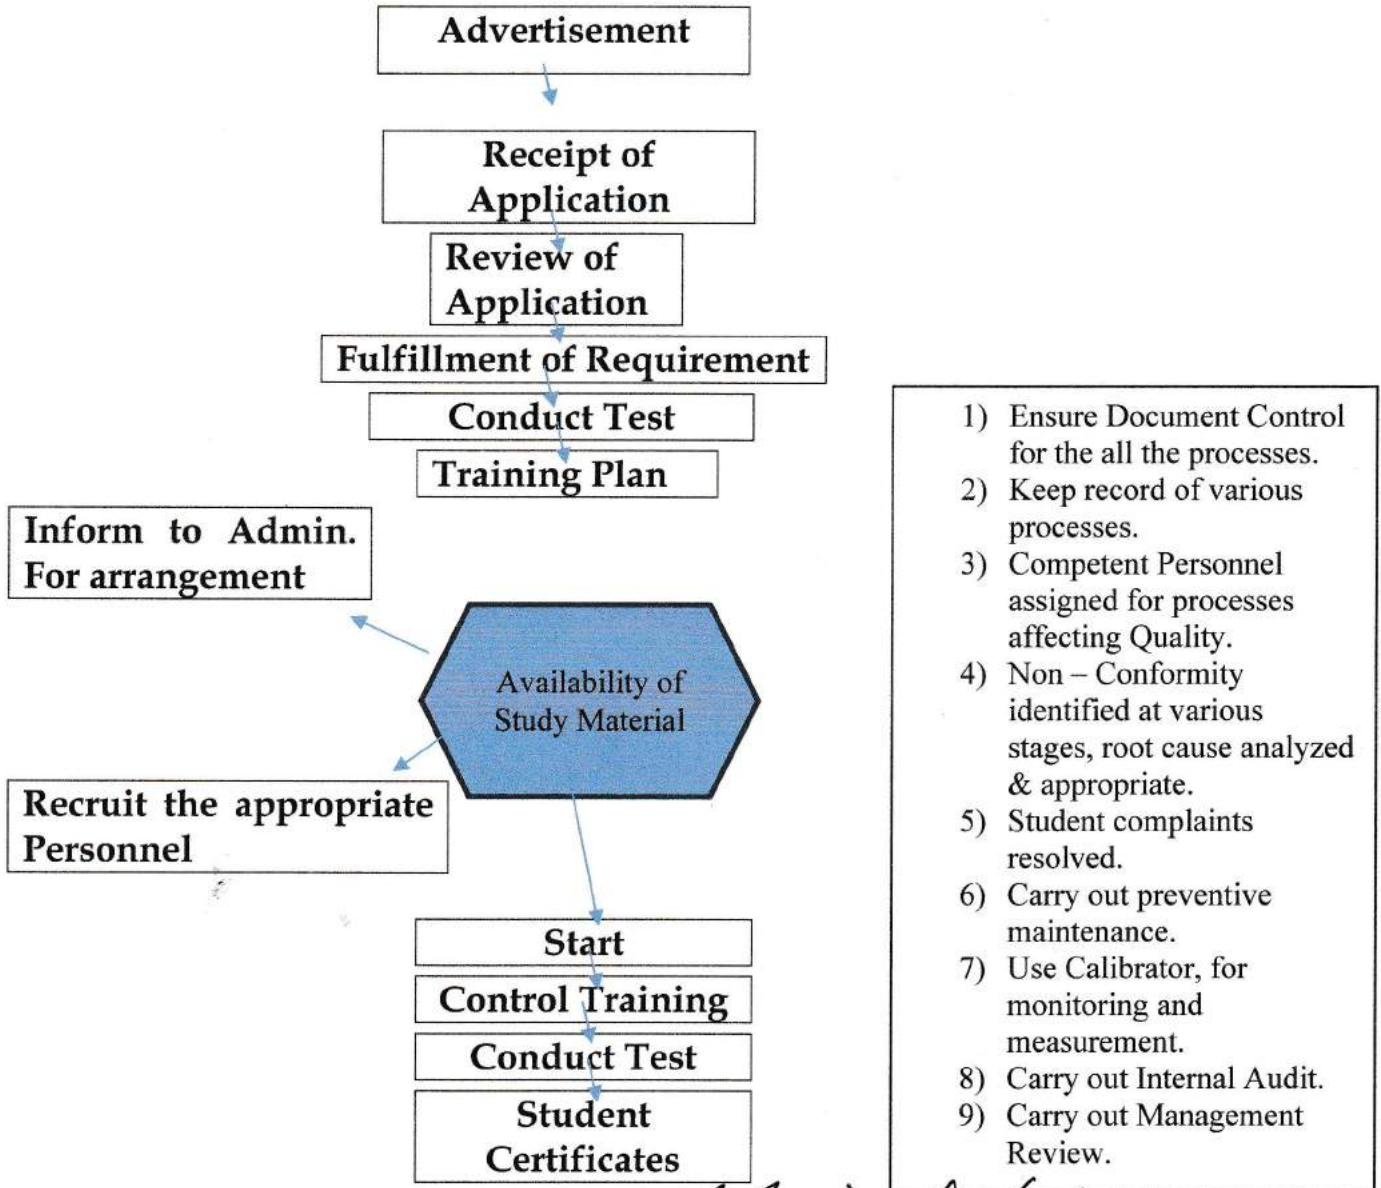 Advertisement
Receipt of
Application
Review of
Application
Fulfillment of Requirement
Conduct Test
Training Plan
Inform to Admin.
For arrangement
Availability of
Study Material
Recruit the appropriate
Personnel
Start
Control Training
Conduct Test
Student
Certificates
1) Ensure Document Control
for the all the processes.
2) Keep record of various
processes.
3) Competent Personnel
assigned for processes
affecting Quality.
4) Non – Conformity
identified at various
stages, root cause analyzed
& appropriate.
5) Student complaints
resolved.
6) Carry out preventive
maintenance.
7) Use Calibrator, for
monitoring and
measurement.
8) Carry out Internal Audit.
9) Carry out Management
Review.